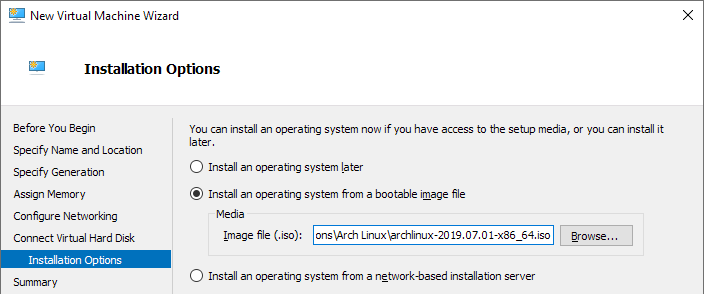 New Virtual Machine Wizard
Installation Options
Before You Begin
Specify Name and Location
Specify Generation
Assign Memory
Configure Networking
Connect Virtual Hard Disk
Installation Options
Summary
You can install an operating system now if you have access to the setup media, or you can install it
later.
Install an operating system later
Install an operating system from a bootable image file
Media
Image file (.iso): ons\Arch Linux\archlinux-2019.07.01-x86_64.iso Browse...
Install an operating system from a network-based installation server